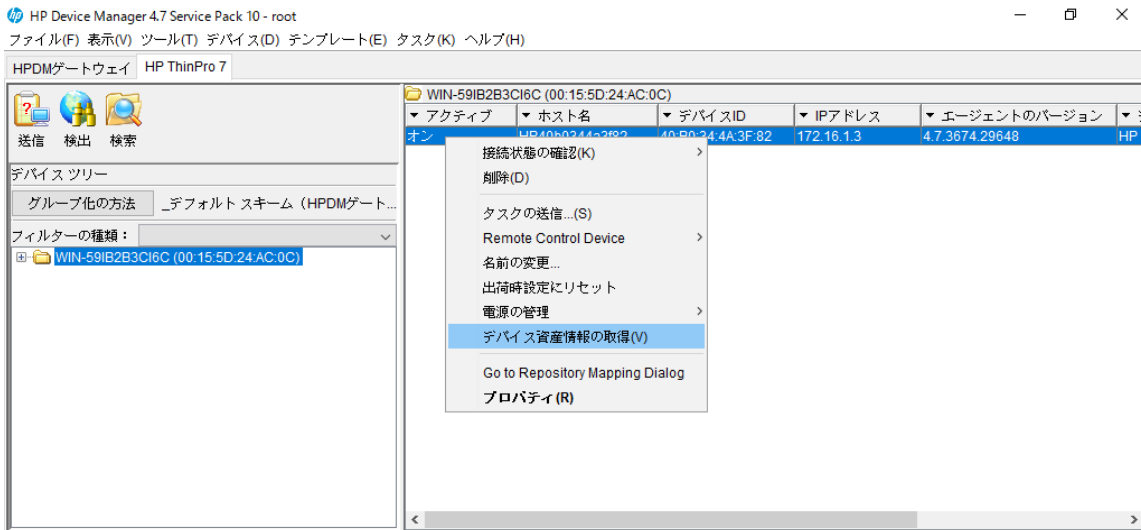 HP Device Manager 4.7 Service Pack 10 - root
ファイル(F) 表示(V) ツール(T) デバイス(D) テンプレート(E) タスク(K) ヘルプ(H)
HPDMゲートウェイ HP ThinPro 7
送信 検出 検索
デバイス ツリー
グループ化の方法 _デフォルト スキーム（HPDMゲート...
フィルターの種類：
WIN-59IB2B3CI6C (00:15:5D:24:AC:0C)
WIN-59IB2B3CI6C (00:15:5D:24:AC:0C)
アクティブ ホスト名 デバイスID IPアドレス エージェントのバージョン
オン HP40b0344a3f82 40:B0:34:4A:3F:82 172.16.1.3 4.7.3674.29648 HP
接続状態の確認(K)
削除(D)
タスクの送信...(S)
Remote Control Device
名前の変更...
出荷時設定にリセット
電源の管理
デバイス資産情報の取得(V)
Go to Repository Mapping Dialog
プロパティ(R)